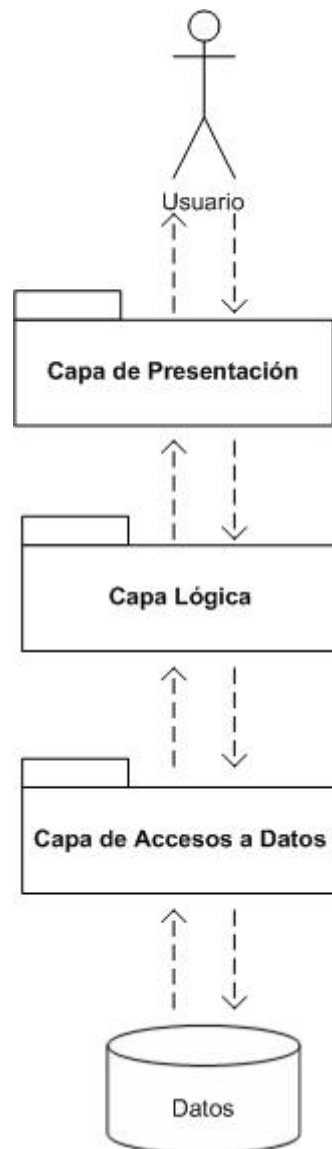 Usuario
Capa de Presentación
Capa Lógica
Capa de Accesos a Datos
Datos